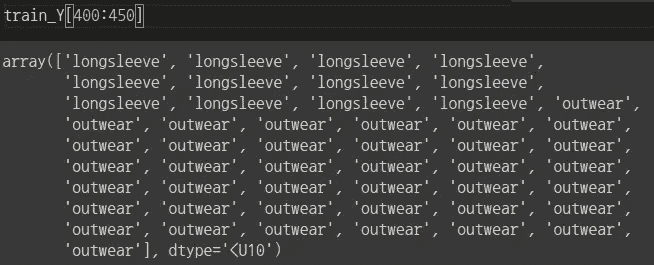 train_Y[400:450]
array(['longsleeve', 'longsleeve', 'longsleeve', 'longsleeve',
'longsleeve', 'longsleeve', 'longsleeve', 'longsleeve',
'longsleeve', 'longsleeve', 'longsleeve', 'longsleeve', 'outwear',
'outwear', 'outwear', 'outwear', 'outwear', 'outwear', 'outwear',
'outwear', 'outwear', 'outwear', 'outwear', 'outwear', 'outwear',
'outwear', 'outwear', 'outwear', 'outwear', 'outwear', 'outwear',
'outwear', 'outwear', 'outwear', 'outwear', 'outwear', 'outwear',
'outwear', 'outwear', 'outwear', 'outwear', 'outwear', 'outwear',
'outwear', 'outwear', 'outwear', 'outwear', 'outwear', 'outwear',
'outwear'], dtype='<U10')